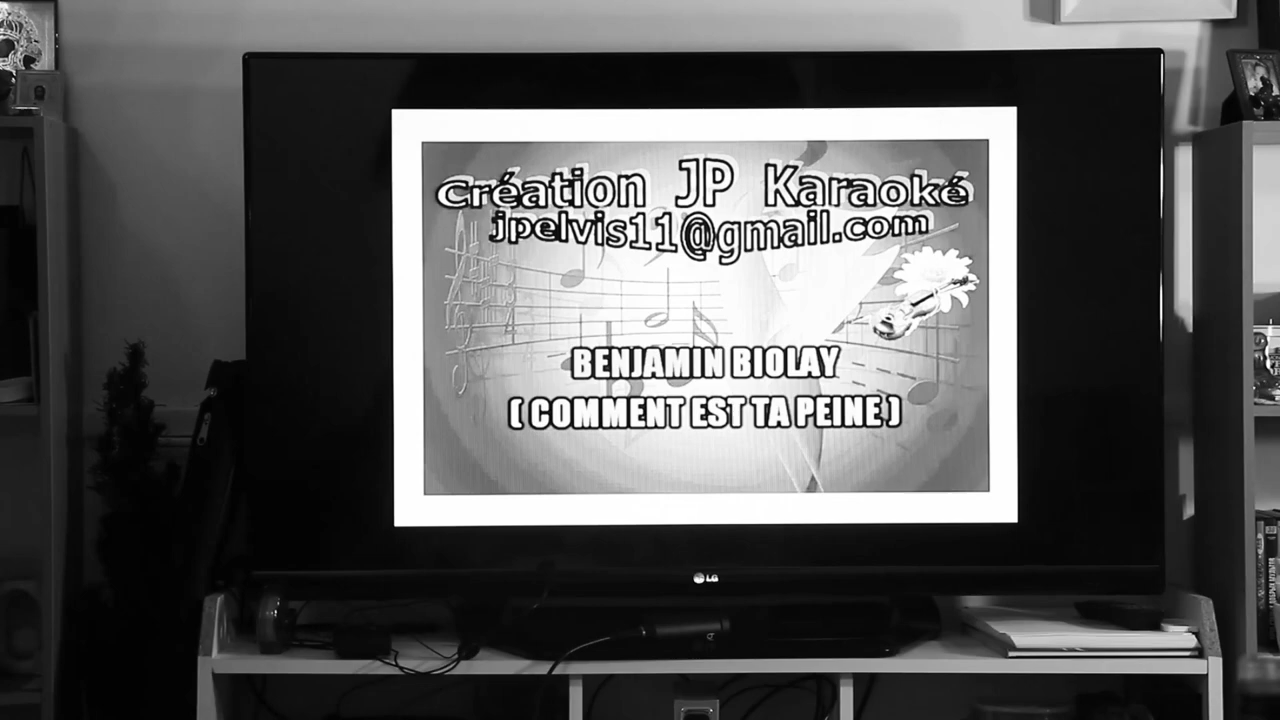 Création JP Karaoké
jpelvis11@gmail.com
BENJAMIN BIOLAY
( COMMENT EST TA PEINE )
LG